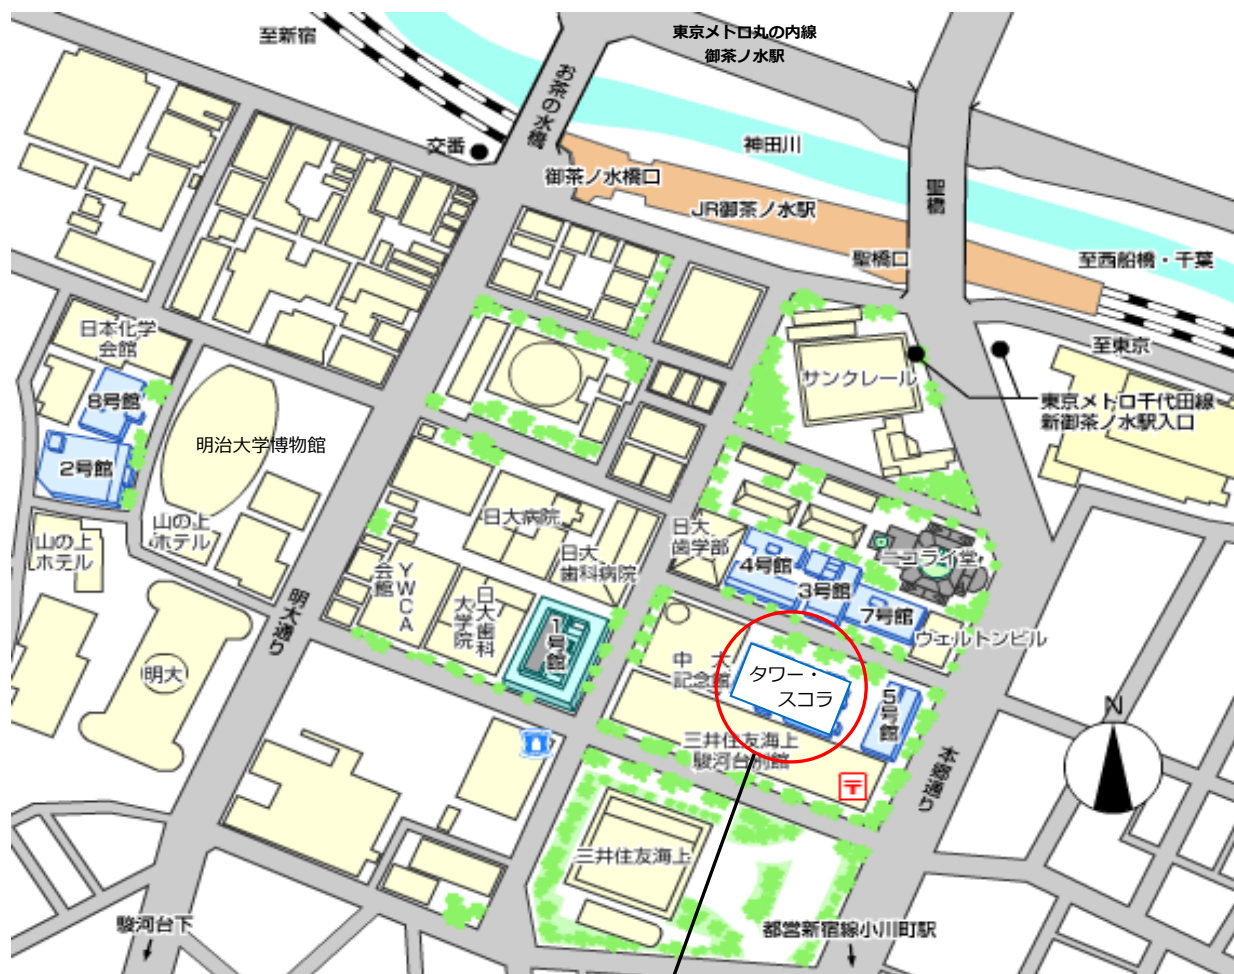 至新宿
東京メトロ丸の内線
御茶ノ水駅
お茶の水橋
交番
神田川
御茶ノ水橋口
聖橋
JR御茶ノ水駅
聖橋口
至西船橋・千葉
日本化学
会館
至東京
サンクレール
東京メトロ千代田線
新御茶ノ水駅入口
8号館
明治大学博物館
2号館
山の上
ホテル
山の上
ホテル
日大病院
日大
歯科病院
日大
歯学部
4号館
3号館
7号館
ニコライ堂
ウェルトンビル
YWCA
会館
日大歯科
大学院
1号館
明大通り
明大
中大
記念館
タワー・
スコラ
5号館
三井住友海上
駿河台別館
〒
本郷通り
N
三井住友海上
駿河台下
都営新宿線小川町駅